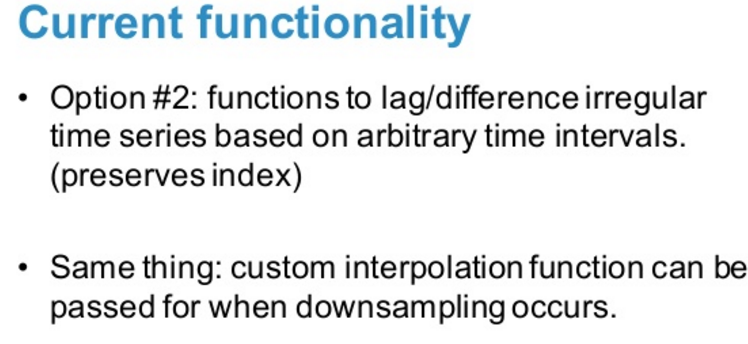 Current functionality
• Option #2: functions to lag/difference irregular
time series based on arbitrary time intervals.
(preserves index)
• Same thing: custom interpolation function can be
passed for when downsampling occurs.